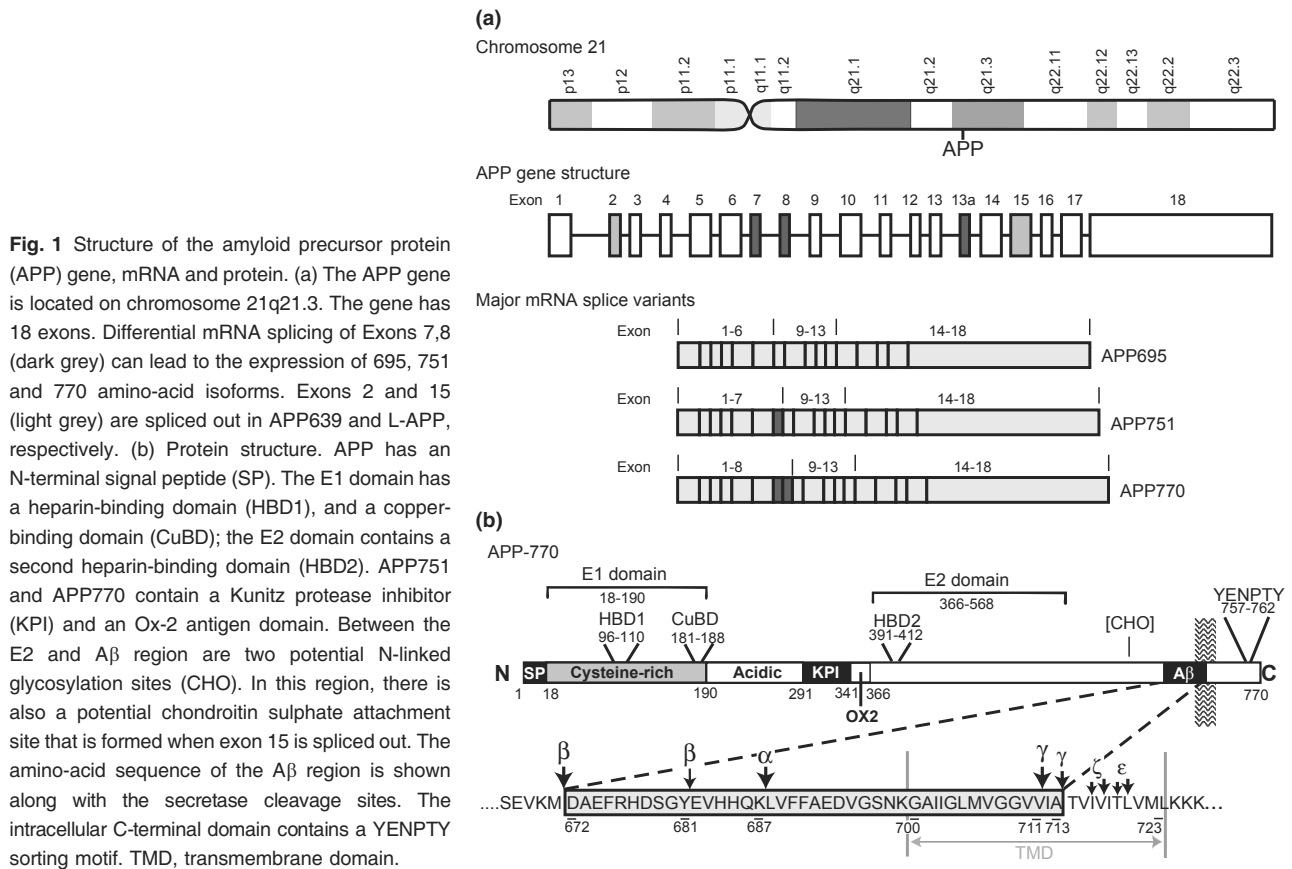 Fig. 1 Structure of the amyloid precursor protein
(APP) gene, mRNA and protein. (a) The APP gene
is located on chromosome 21q21.3. The gene has
18 exons. Differential mRNA splicing of Exons 7,8
(dark grey) can lead to the expression of 695, 751
and 770 amino-acid isoforms. Exons 2 and 15
(light grey) are spliced out in APP639 and L-APP,
respectively. (b) Protein structure. APP has an
N-terminal signal peptide (SP). The E1 domain has
a heparin-binding domain (HBD1), and a copper-
binding domain (CuBD); the E2 domain contains a
second heparin-binding domain (HBD2). APP751
and APP770 contain a Kunitz protease inhibitor
(KPI) and an Ox-2 antigen domain. Between the
E2 and Aβ region are two potential N-linked
glycosylation sites (CHO). In this region, there is
also a potential chondroitin sulphate attachment
site that is formed when exon 15 is spliced out. The
amino-acid sequence of the Aβ region is shown
along with the secretase cleavage sites. The
intracellular C-terminal domain contains a YENPTY
sorting motif. TMD, transmembrane domain.
(a)
Chromosome 21
p13 p12 p11.2 p11.1 q11.1 q11.2 q21.1 q21.2 q21.3 q22.11 q22.12 q22.13 q22.2 q22.3
APP
APP gene structure
Exon 1 2 3 4 5 6 7 8 9 10 11 12 13 13a 14 15 16 17 18
Major mRNA splice variants
Exon 1-6 9-13 14-18
APP695
Exon 1-7 9-13 14-18
APP751
Exon 1-8 9-13 14-18
APP770
(b)
APP-770
E1 domain E2 domain
18-190 366-568
YENPTY
757-762
HBD1 CuBD HBD2 [CHO]
96-110 181-188 391-412
N SP Cysteine-rich Acidic KPI Aβ C
1 18 190 291 341 366 770
OX2
β β α γ γ ζ ε
....SEVKM DAEFRHDSGYEVHHQKLVFFAEDVGSNKGAIIGLMVGGVVIA TVIVITLVMLKKK...
672 681 687 700 711 713 723
TMD